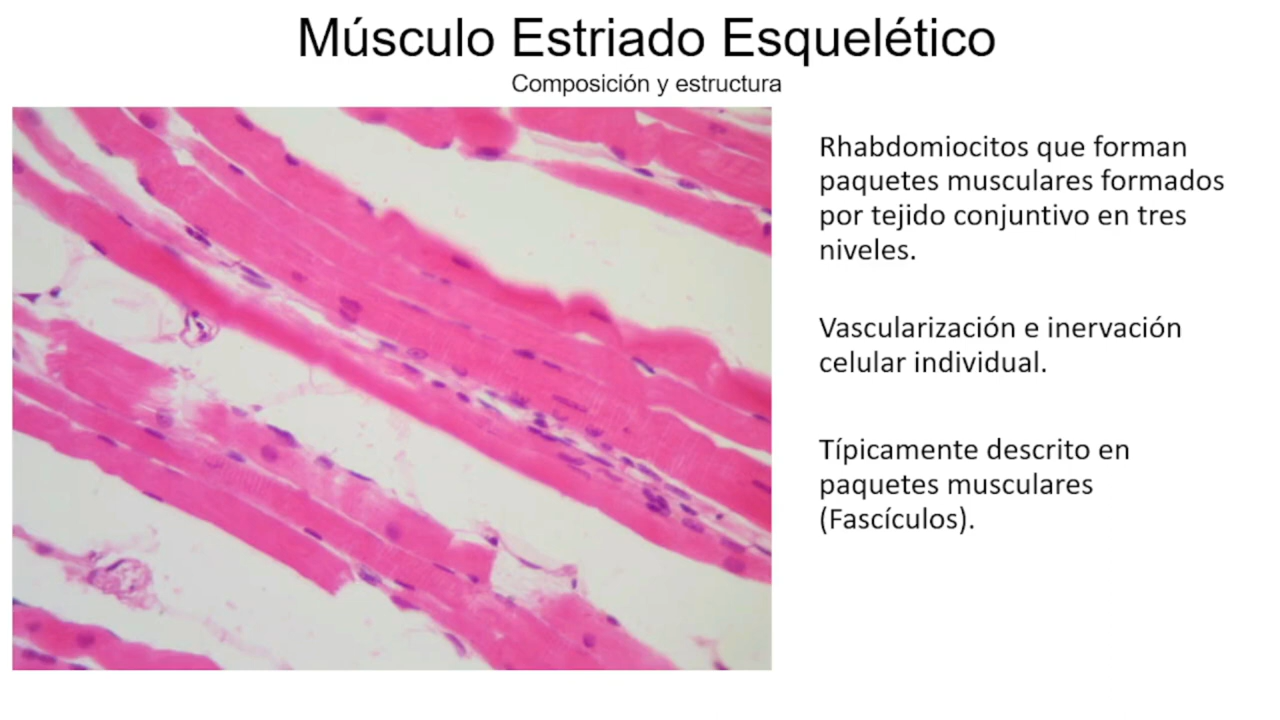 Músculo Estriado Esquelético
Composición y estructura
Rhabdomiocitos que forman
paquetes musculares formados
por tejido conjuntivo en tres
niveles.
Vascularización e inervación
celular individual.
Típicamente descrito en
paquetes musculares
(Fascículos).